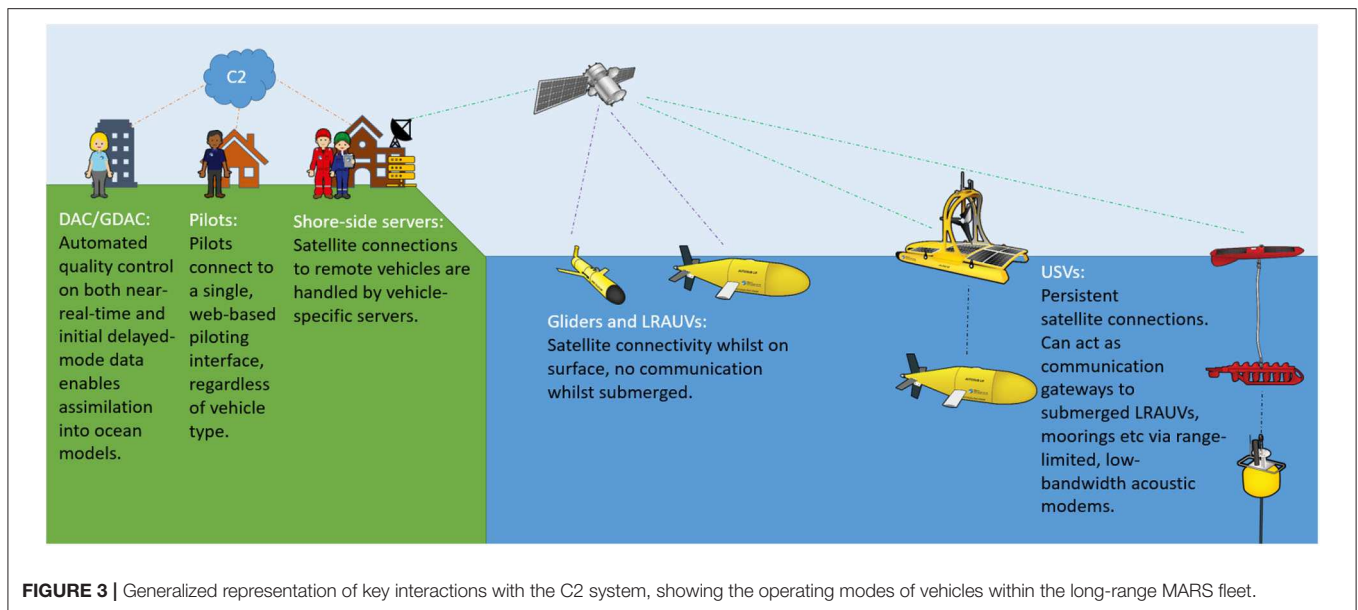 C2
DAC/GDAC:
Automated
quality control
on both near-
real-time and
initial delayed-
mode data
enables
assimilation
into ocean
models.
Pilots:
Pilots
connect to
a single,
web-based
piloting
interface,
regardless
of vehicle
type.
Shore-side servers:
Satellite connections
to remote vehicles are
handled by vehicle-
specific servers.
Gliders and LRAUVs:
Satellite connectivity whilst on
surface, no communication
whilst submerged.
USVs:
Persistent
satellite connections.
Can act as
communication
gateways to
submerged LRAUVs,
moorings etc via range-
limited, low-
bandwidth acoustic
modems.
FIGURE 3 | Generalized representation of key interactions with the C2 system, showing the operating modes of vehicles within the long-range MARS fleet.